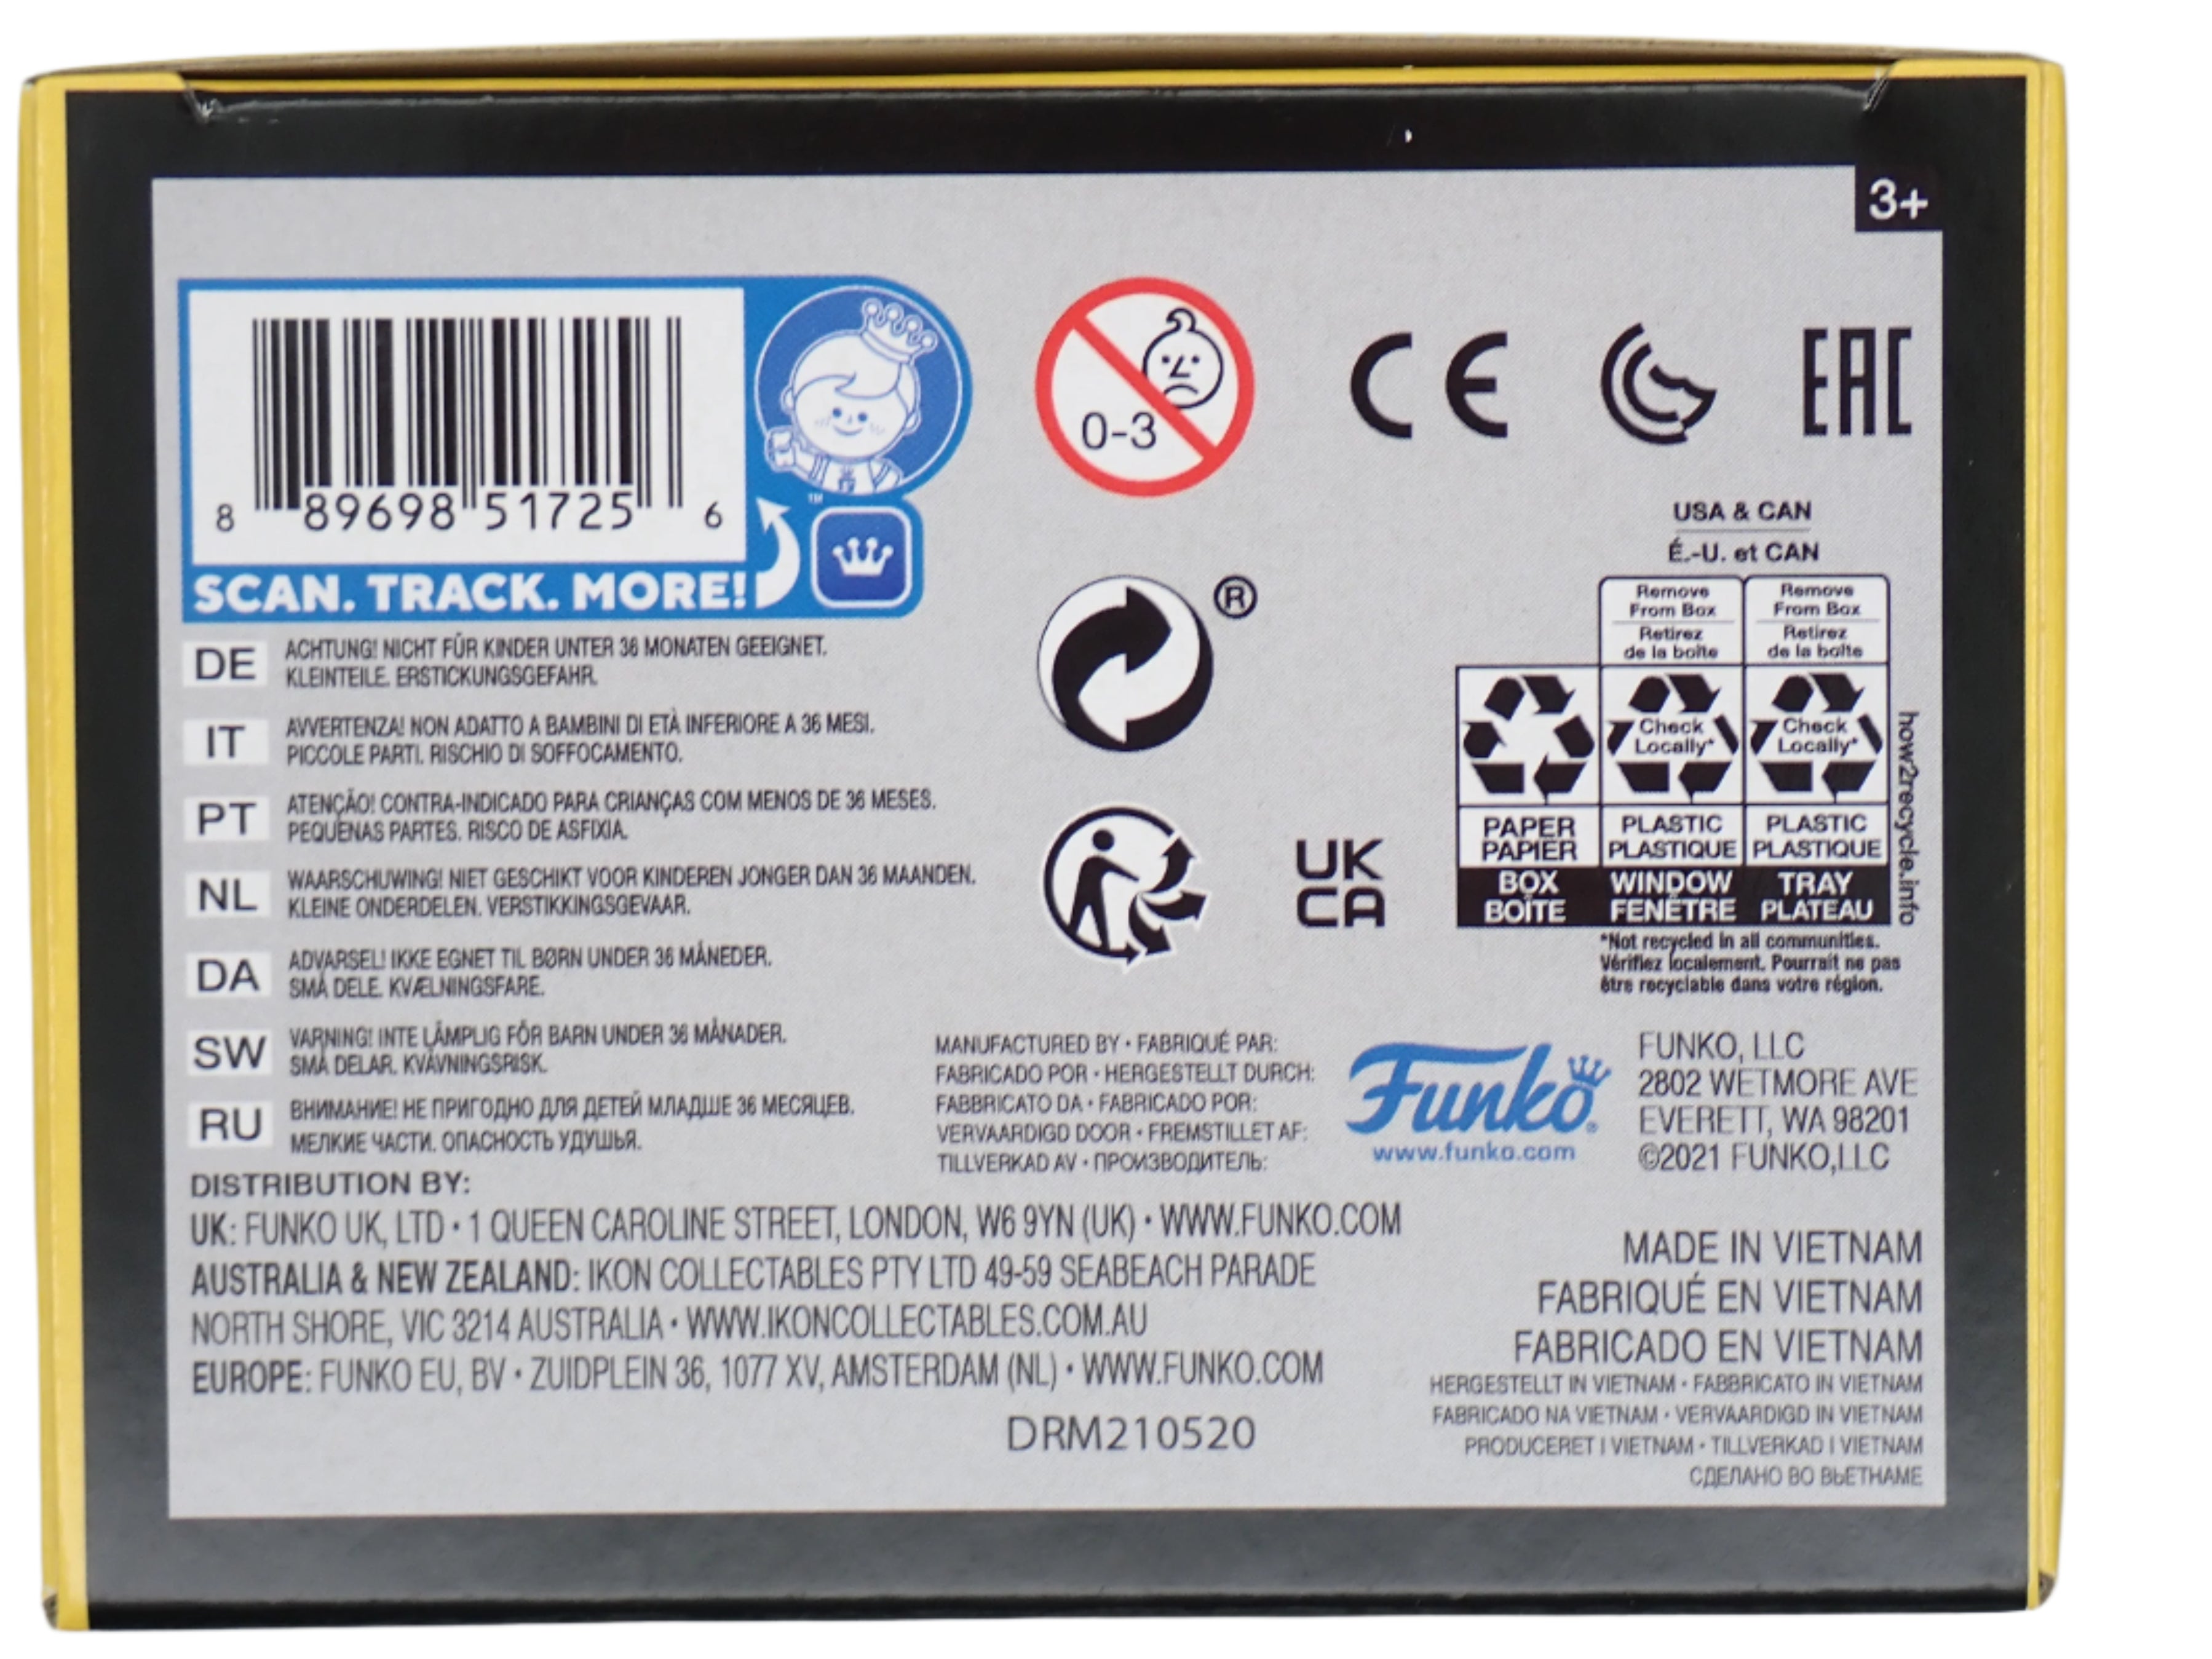 3+
8 89698 51725 6
™
SCAN. TRACK. MORE!
0-3
CE
EAC
DE
ACHTUNG! NICHT FÜR KINDER UNTER 36 MONATEN GEEIGNET.
KLEINTEILE. ERSTICKUNGSGEFAHR.
IT
AVVERTENZA! NON ADATTO A BAMBINI DI ETÀ INFERIORE A 36 MESI.
PICCOLE PARTI. RISCHIO DI SOFFOCAMENTO.
PT
ATENÇÃO! CONTRA-INDICADO PARA CRIANÇAS COM MENOS DE 36 MESES.
PEQUENAS PARTES. RISCO DE ASFIXIA.
NL
WAARSCHUWING! NIET GESCHIKT VOOR KINDEREN JONGER DAN 36 MAANDEN.
KLEINE ONDERDELEN. VERSTIKKINGSGEVAAR.
DA
ADVARSEL! IKKE EGNET TIL BØRN UNDER 36 MÅNEDER.
SMÅ DELE. KVÆLNINGSFARE.
SW
VARNING! INTE LÄMPLIG FÖR BARN UNDER 36 MÅNADER.
SMÅ DELAR. KVÄVNINGSRISK.
RU
ВНИМАНИЕ! НЕ ПРИГОДНО ДЛЯ ДЕТЕЙ МЛАДШЕ 36 МЕСЯЦЕВ.
МЕЛКИЕ ЧАСТИ. ОПАСНОСТЬ УДУШЬЯ.
®
UK
CA
USA & CAN
É.-U. et CAN
Remove
From Box
Retirez
de la boîte
Remove
From Box
Retirez
de la boîte
Check
Locally*
Check
Locally*
PAPER
PAPIER
PLASTIC
PLASTIQUE
PLASTIC
PLASTIQUE
BOX
BOÎTE
WINDOW
FENÊTRE
TRAY
PLATEAU
how2recycle.info
*Not recycled in all communities.
Vérifiez localement. Pourrait ne pas
être recyclable dans votre région.
MANUFACTURED BY • FABRIQUÉ PAR:
FABRICADO POR • HERGESTELLT DURCH:
FABBRICATO DA • FABRICADO POR:
VERVAARDIGD DOOR • FREMSTILLET AF:
TILLVERKAD AV • ПРОИЗВОДИТЕЛЬ:
Funko®
www.funko.com
FUNKO, LLC
2802 WETMORE AVE
EVERETT, WA 98201
©2021 FUNKO,LLC
DISTRIBUTION BY:
UK: FUNKO UK, LTD • 1 QUEEN CAROLINE STREET, LONDON, W6 9YN (UK) • WWW.FUNKO.COM
AUSTRALIA & NEW ZEALAND: IKON COLLECTABLES PTY LTD 49-59 SEABEACH PARADE
NORTH SHORE, VIC 3214 AUSTRALIA • WWW.IKONCOLLECTABLES.COM.AU
EUROPE: FUNKO EU, BV • ZUIDPLEIN 36, 1077 XV, AMSTERDAM (NL) • WWW.FUNKO.COM
DRM210520
MADE IN VIETNAM
FABRIQUÉ EN VIETNAM
FABRICADO EN VIETNAM
HERGESTELLT IN VIETNAM • FABBRICATO IN VIETNAM
FABRICADO NA VIETNAM • VERVAARDIGD IN VIETNAM
PRODUCERET I VIETNAM • TILLVERKAD I VIETNAM
СДЕЛАНО ВО ВЬЕТНАМЕ